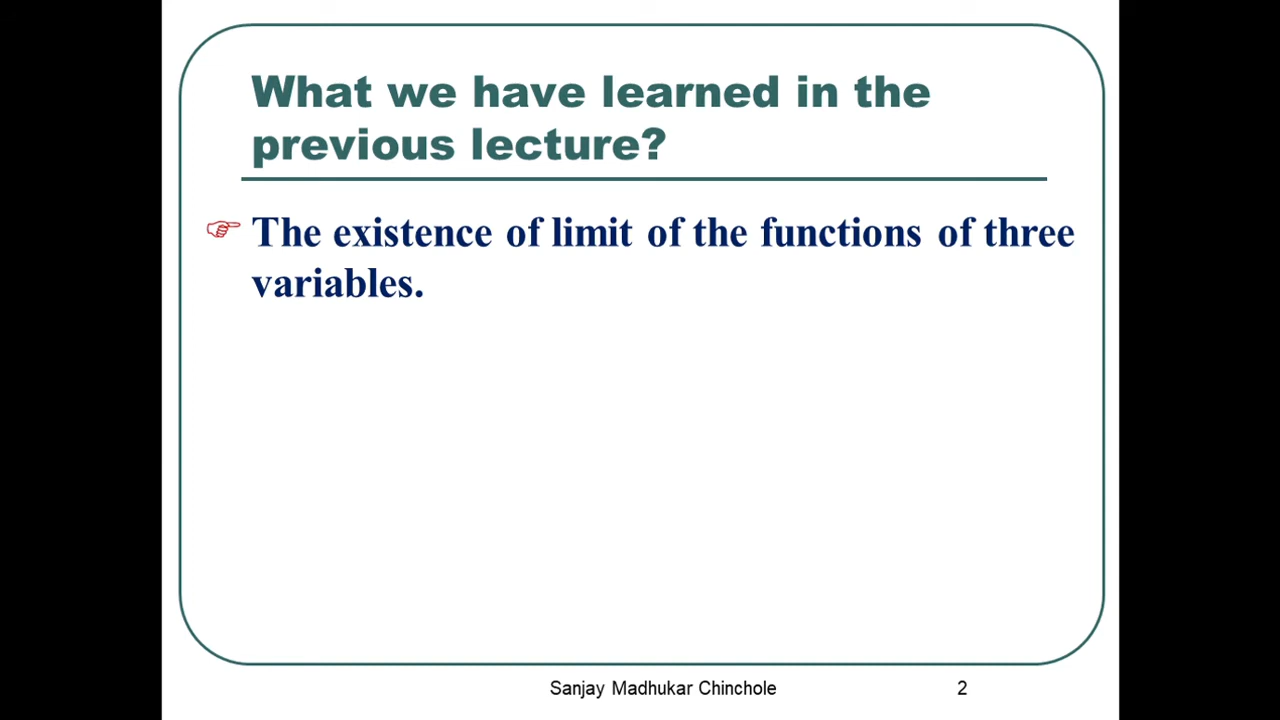 What we have learned in the
previous lecture?
The existence of limit of the functions of three
variables.
Sanjay Madhukar Chinchole
2